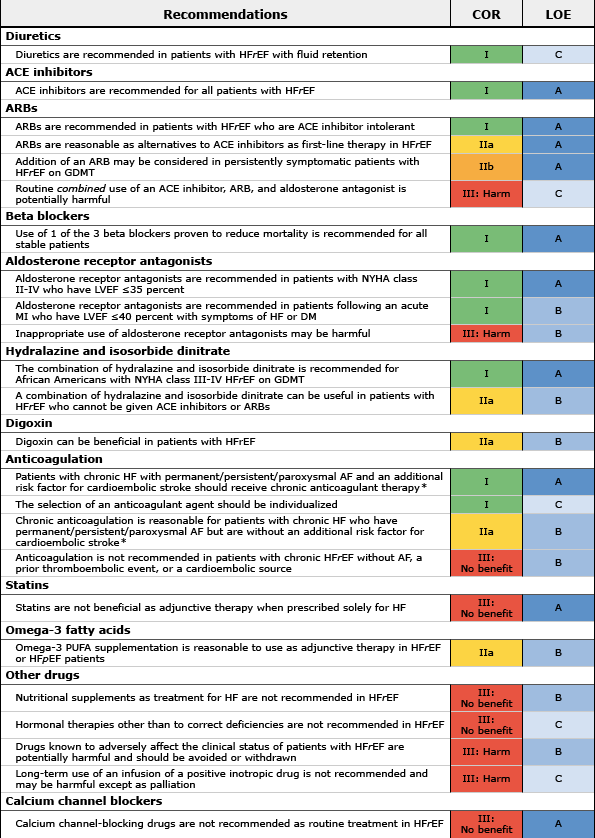 Recommendations COR LOE
Diuretics
Diuretics are recommended in patients with HFrEF with fluid retention I C
ACE inhibitors
ACE inhibitors are recommended for all patients with HFrEF I A
ARBs
ARBs are recommended in patients with HFrEF who are ACE inhibitor intolerant I A
ARBs are reasonable as alternatives to ACE inhibitors as first-line therapy in HFrEF IIa A
Addition of an ARB may be considered in persistently symptomatic patients with
HFrEF on GDMT IIb A
Routine combined use of an ACE inhibitor, ARB, and aldosterone antagonist is
potentially harmful III: Harm C
Beta blockers
Use of 1 of the 3 beta blockers proven to reduce mortality is recommended for all
stable patients I A
Aldosterone receptor antagonists
Aldosterone receptor antagonists are recommended in patients with NYHA class
II-IV who have LVEF ≤35 percent I A
Aldosterone receptor antagonists are recommended in patients following an acute
MI who have LVEF ≤40 percent with symptoms of HF or DM I B
Inappropriate use of aldosterone receptor antagonists may be harmful III: Harm B
Hydralazine and isosorbide dinitrate
The combination of hydralazine and isosorbide dinitrate is recommended for
African Americans with NYHA class III-IV HFrEF on GDMT I A
A combination of hydralazine and isosorbide dinitrate can be useful in patients with
HFrEF who cannot be given ACE inhibitors or ARBs IIa B
Digoxin
Digoxin can be beneficial in patients with HFrEF IIa B
Anticoagulation
Patients with chronic HF with permanent/persistent/paroxysmal AF and an additional
risk factor for cardioembolic stroke should receive chronic anticoagulant therapy* I A
The selection of an anticoagulant agent should be individualized I C
Chronic anticoagulation is reasonable for patients with chronic HF who have
permanent/persistent/paroxysmal AF but are without an additional risk factor for
cardioembolic stroke* IIa B
Anticoagulation is not recommended in patients with chronic HFrEF without AF, a
prior thromboembolic event, or a cardioembolic source III: No benefit B
Statins
Statins are not beneficial as adjunctive therapy when prescribed solely for HF III: No benefit A
Omega-3 fatty acids
Omega-3 PUFA supplementation is reasonable to use as adjunctive therapy in HFrEF
or HFpEF patients IIa B
Other drugs
Nutritional supplements as treatment for HF are not recommended in HFrEF III: No benefit B
Hormonal therapies other than to correct deficiencies are not recommended in HFrEF III: No benefit C
Drugs known to adversely affect the clinical status of patients with HFrEF are
potentially harmful and should be avoided or withdrawn III: Harm B
Long-term use of an infusion of a positive inotropic drug is not recommended and
may be harmful except as palliation III: Harm C
Calcium channel blockers
Calcium channel-blocking drugs are not recommended as routine treatment in HFrEF III: No benefit A